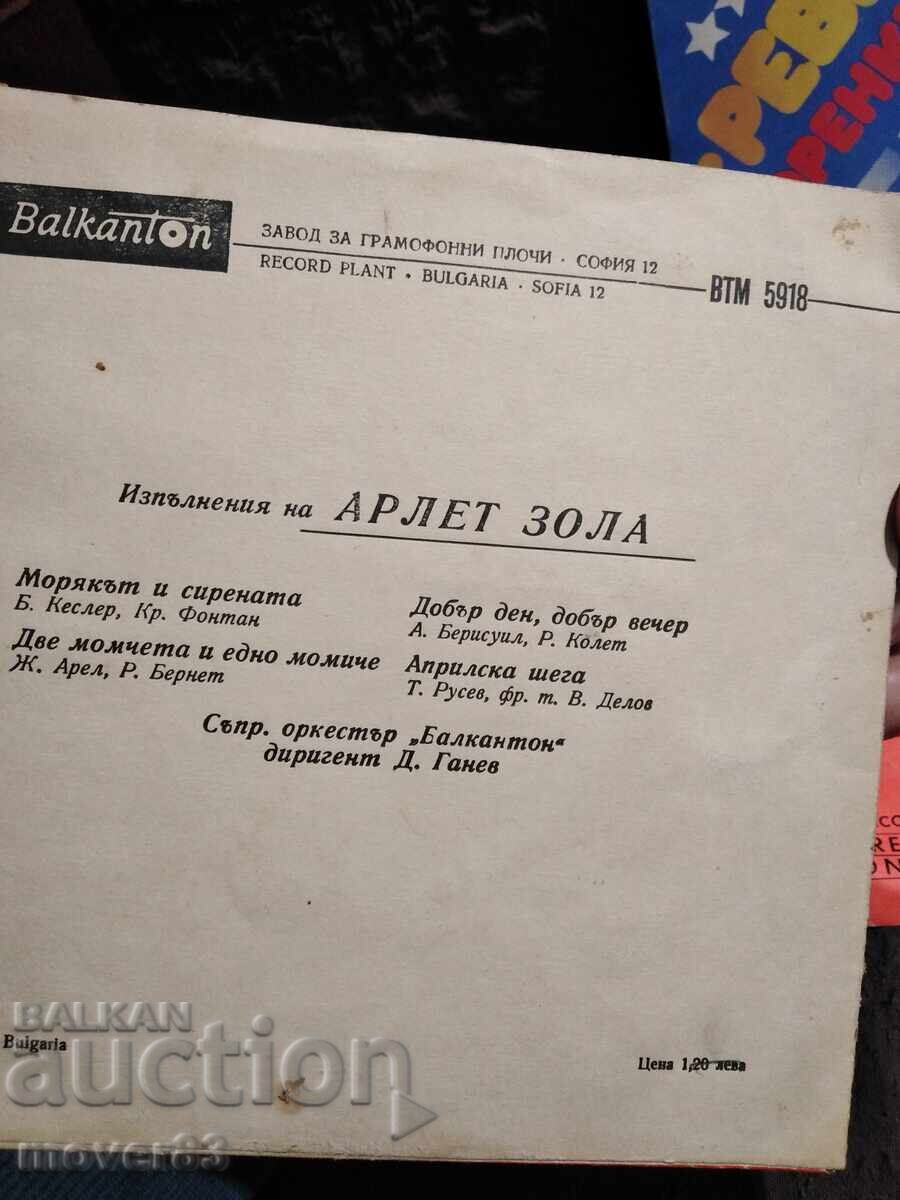 Balkanton
ЗАВОД ЗА ГРАМОФОННИ ПЛОЧИ · СОФИЯ 12
RECORD PLANT · BULGARIA · SOFIA 12
ВТМ 5918
Изпълнения на АРЛЕТ ЗОЛА
Морякът и сирената
Б. Кеслер, Кр. Фонтан
Две момчета и едно момиче
Ж. Арел, Р. Бернет
Добър ден, добър вечер
А. Берисуил, Р. Колет
Априлска шега
Т. Русев, фр. т. В. Делов
Съпр. оркестър „Балкантон“
диригент Д. Ганев
Bulgaria
Цена 1,20 лева
BALKAN
auction
mover83